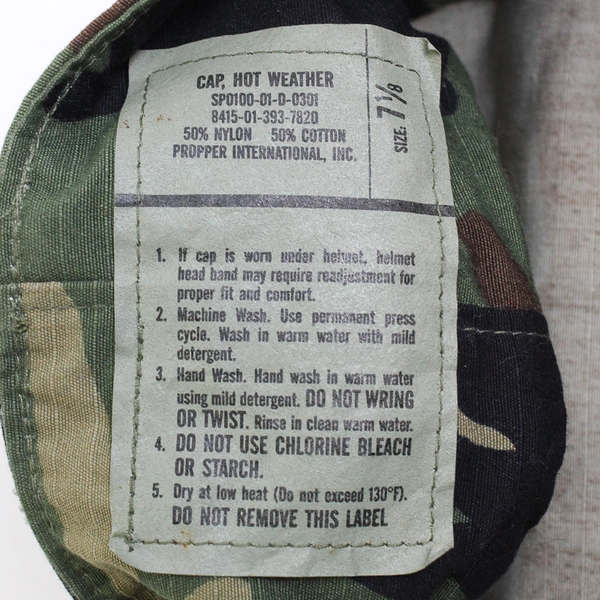 CAP, HOT WEATHER
SPO100-01-D-0391
8415-01-393-7820
50% NYLON 50% COTTON
PROPPER INTERNATIONAL, INC.
SIZE: 7 1/8
1. If cap is worn under helmet, helmet
head band may require readjustment for
proper fit and comfort.
2. Machine Wash. Use permanent press
cycle. Wash in warm water with mild
detergent.
3. Hand Wash. Hand wash in warm water
using mild detergent. DO NOT WRING
OR TWIST. Rinse in clean warm water.
4. DO NOT USE CHLORINE BLEACH
OR STARCH.
5. Dry at low heat (Do not exceed 130°F).
DO NOT REMOVE THIS LABEL